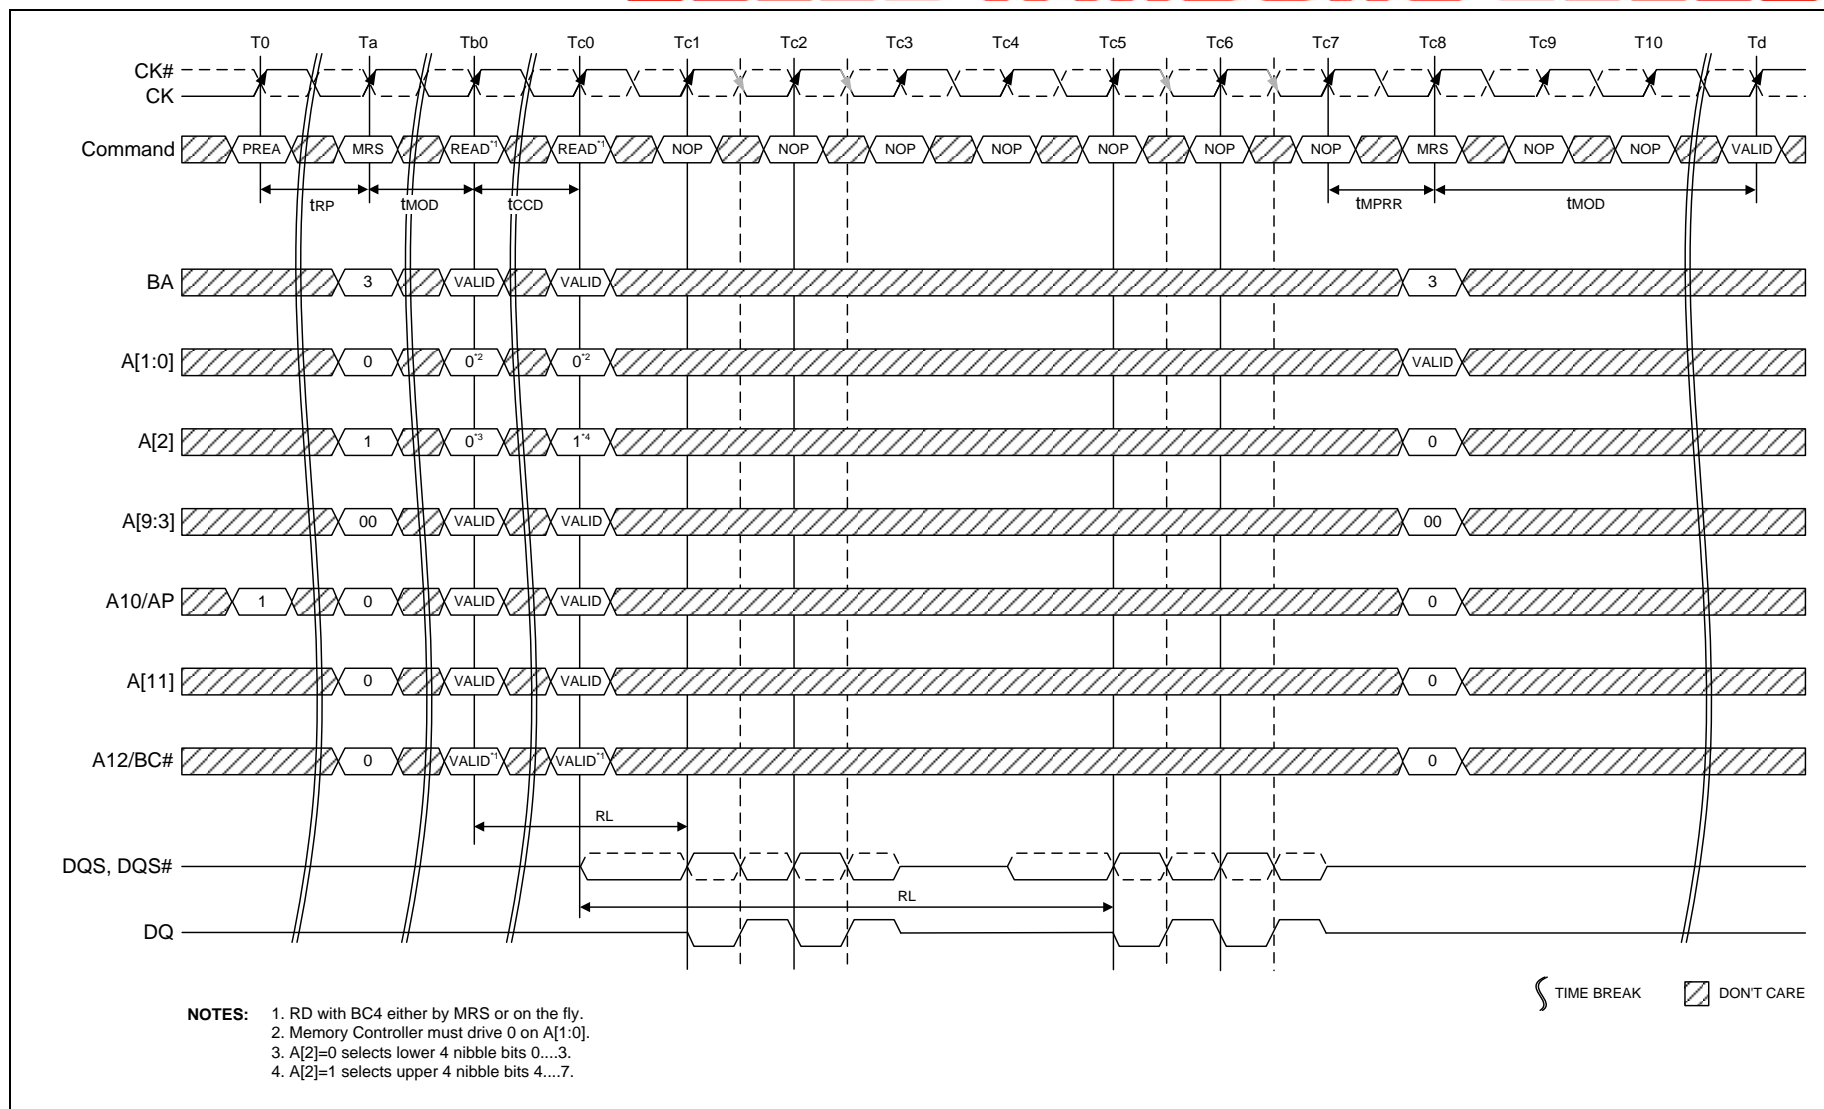 T0 Ta Tb0 Tc0 Tc1 Tc2 Tc3 Tc4 Tc5 Tc6 Tc7 Tc8 Tc9 T10 Td
CK#
CK
Command PREA MRS READ*1 READ*1 NOP NOP NOP NOP NOP NOP NOP MRS NOP NOP VALID
tRP tMOD tCCD tMPRR tMOD
BA 3 VALID VALID 3
A[1:0] 0 0*2 0*2 VALID
A[2] 1 0*3 1*4 0
A[9:3] 00 VALID VALID 00
A10/AP 1 0 VALID VALID 0
A[11] 0 VALID VALID 0
A12/BC# 0 VALID*1 VALID*1 0
RL
DQS, DQS#
RL
DQ
TIME BREAK DON'T CARE
NOTES: 1. RD with BC4 either by MRS or on the fly.
2. Memory Controller must drive 0 on A[1:0].
3. A[2]=0 selects lower 4 nibble bits 0....3.
4. A[2]=1 selects upper 4 nibble bits 4....7.